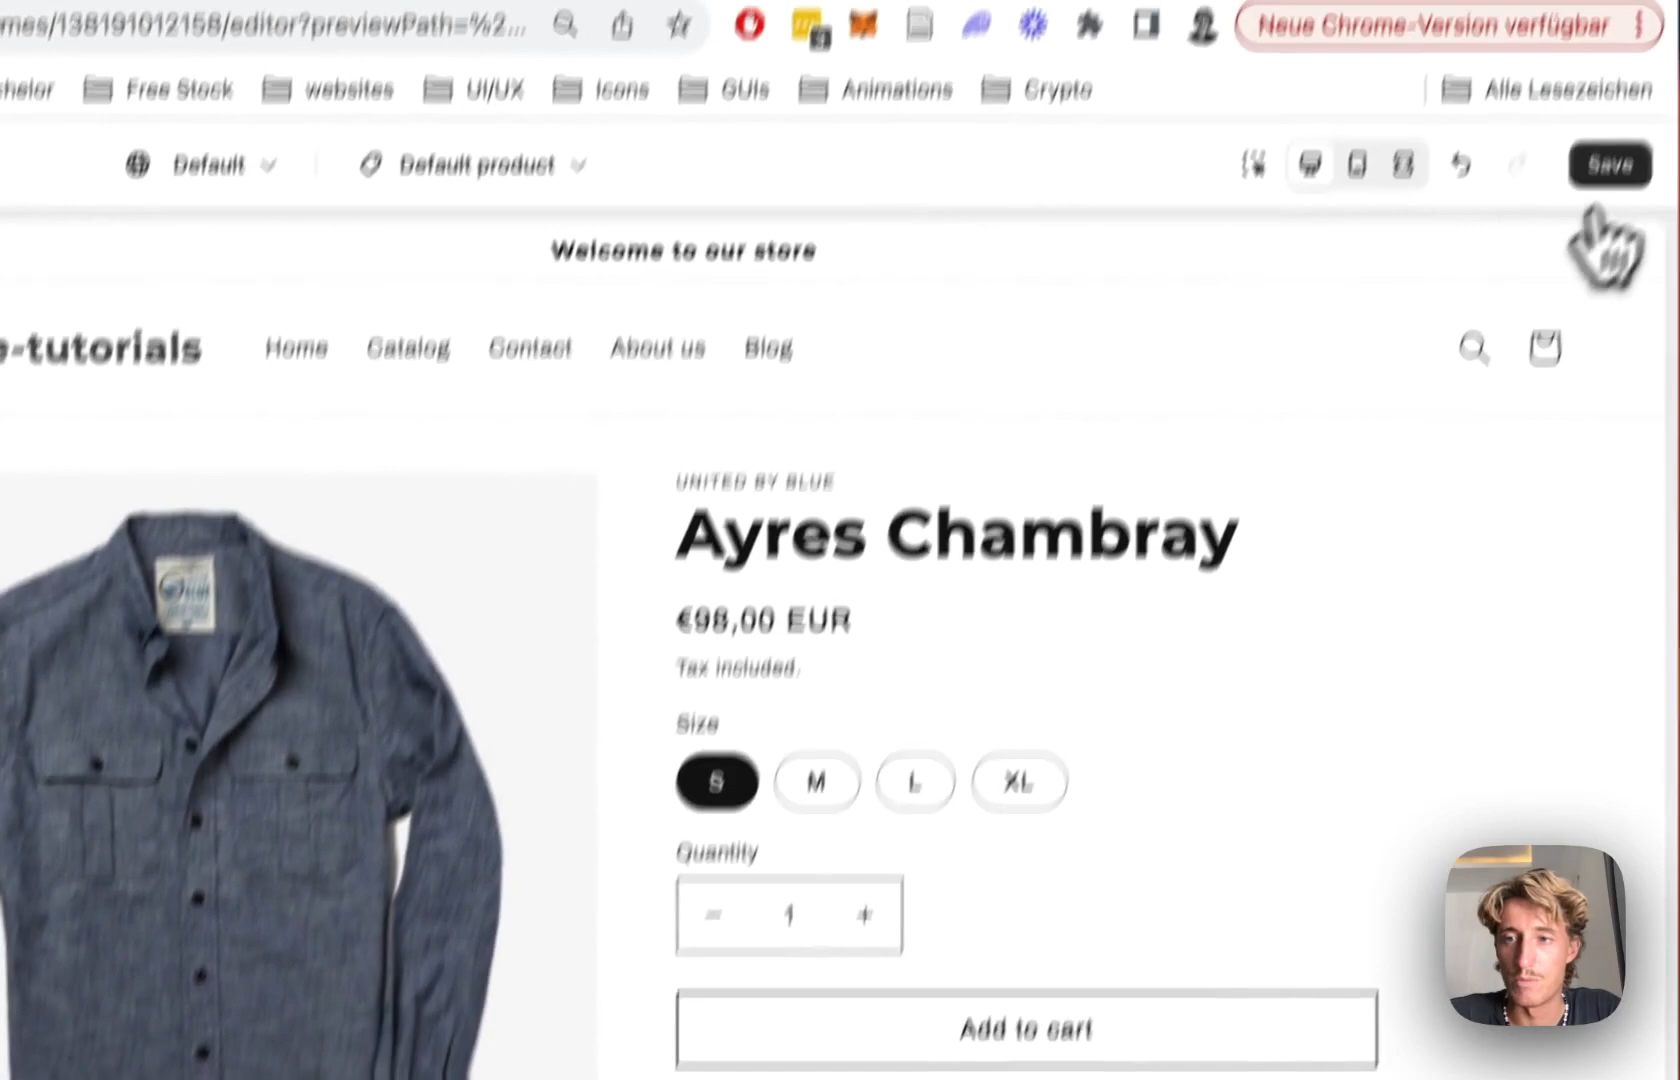 mes/138191012158/editor?previewPath=%2...
Neue Chrome-Version verfügbar
helor
Free Stock
websites
UI/UX
Icons
GUIs
Animations
Crypto
Alle Lesezeichen
Default
Default product
Save
Welcome to our store
e-tutorials
Home
Catalog
Contact
About us
Blog
UNITED BY BLUE
Ayres Chambray
€98,00 EUR
Tax included.
Size
S
M
L
XL
Quantity
1
Add to cart